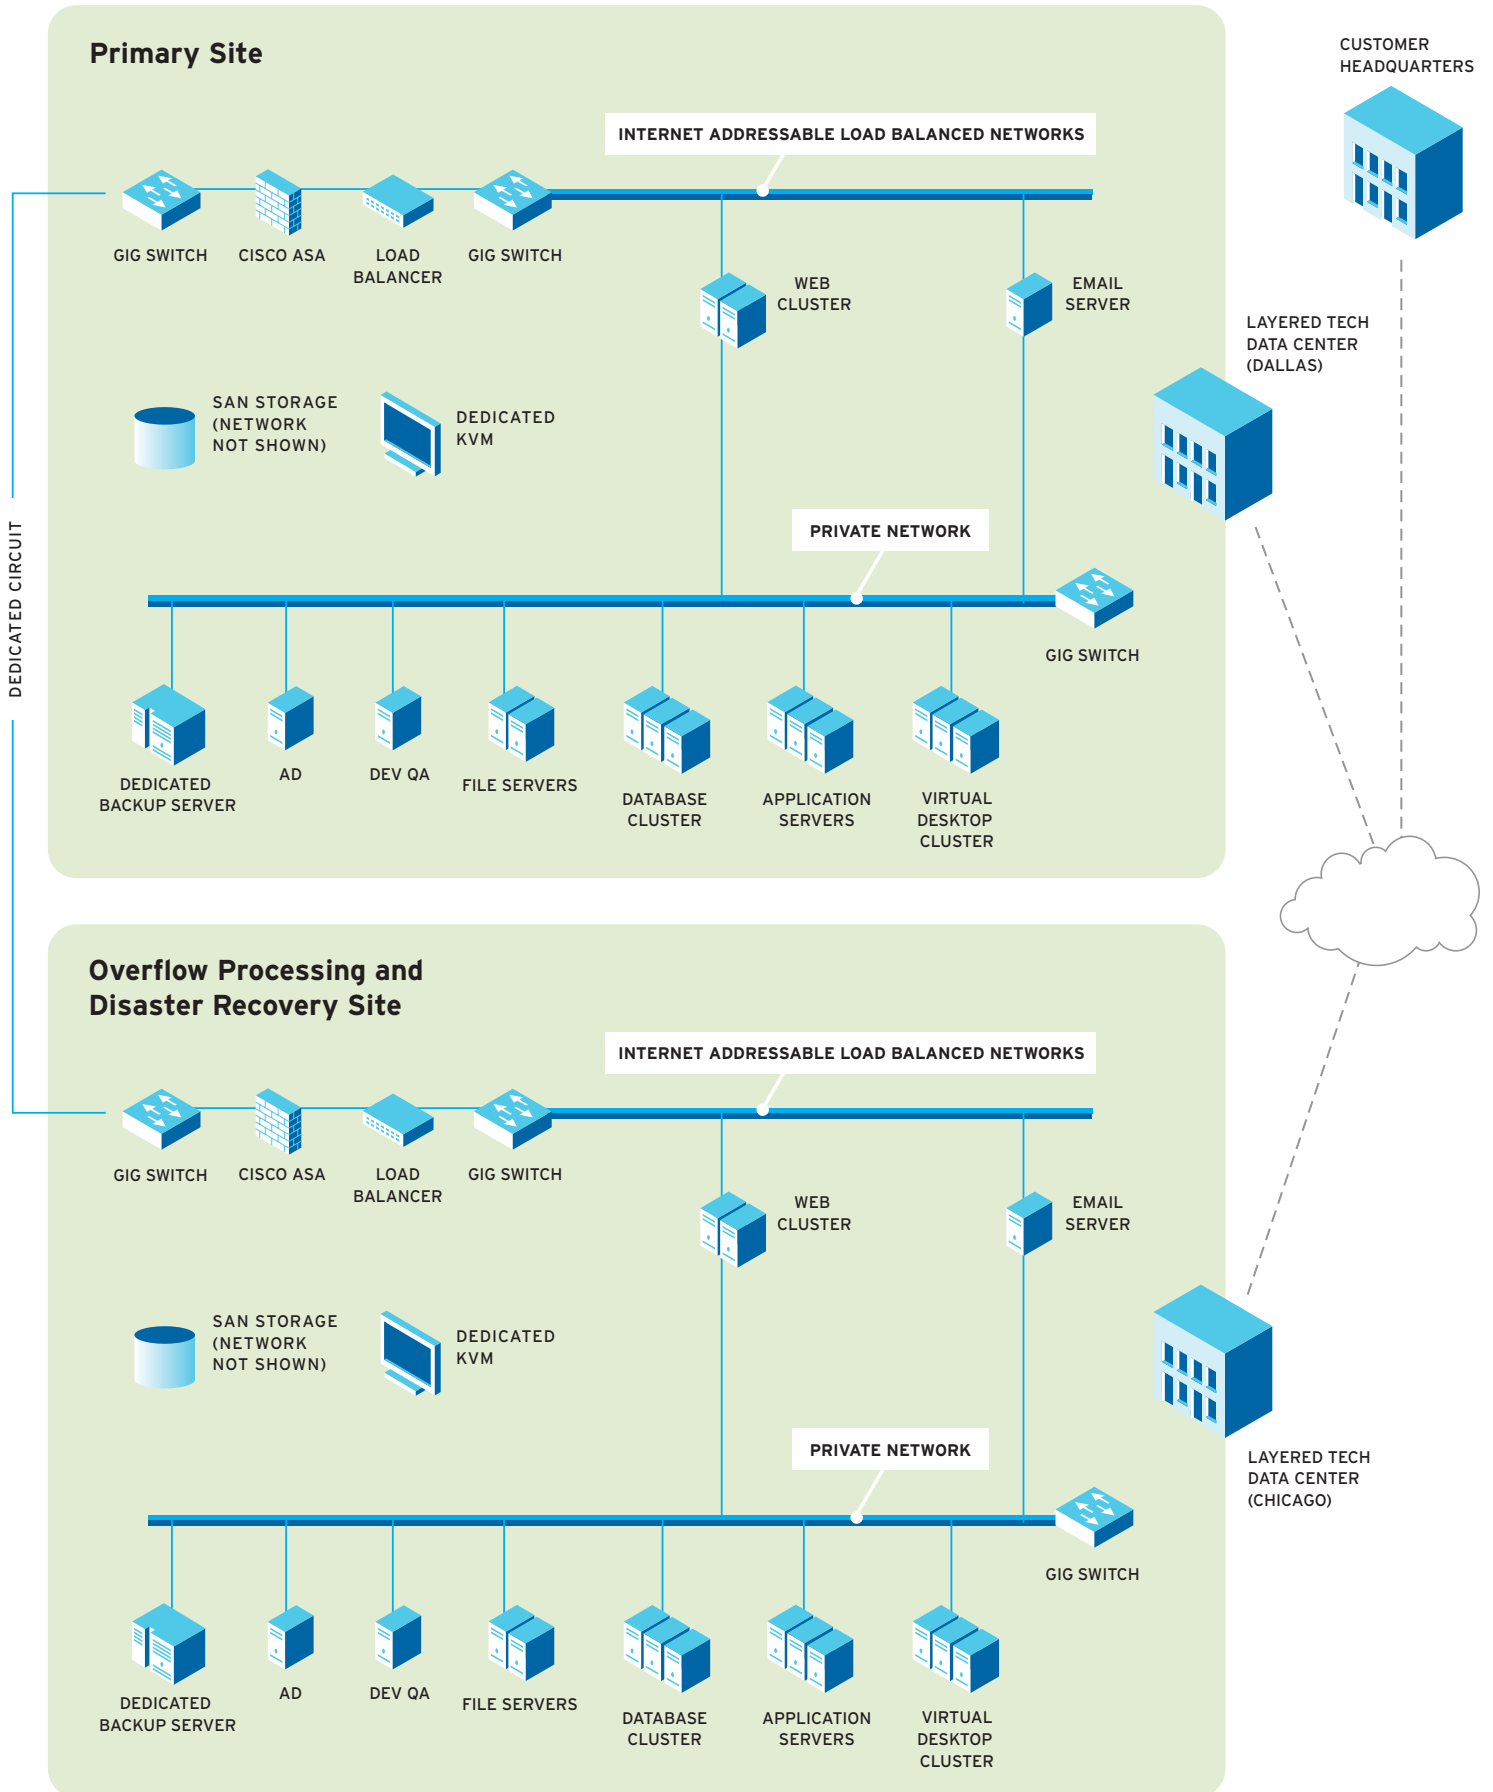 Primary Site
CUSTOMER
HEADQUARTERS
INTERNET ADDRESSABLE LOAD BALANCED NETWORKS
GIG SWITCH
CISCO ASA
LOAD
BALANCER
GIG SWITCH
WEB
CLUSTER
EMAIL
SERVER
LAYERED TECH
DATA CENTER
(DALLAS)
SAN STORAGE
(NETWORK
NOT SHOWN)
DEDICATED
KVM
DEDICATED CIRCUIT
PRIVATE NETWORK
GIG SWITCH
DEDICATED
BACKUP SERVER
AD
DEV QA
FILE SERVERS
DATABASE
CLUSTER
APPLICATION
SERVERS
VIRTUAL
DESKTOP
CLUSTER
Overflow Processing and
Disaster Recovery Site
INTERNET ADDRESSABLE LOAD BALANCED NETWORKS
GIG SWITCH
CISCO ASA
LOAD
BALANCER
GIG SWITCH
WEB
CLUSTER
EMAIL
SERVER
SAN STORAGE
(NETWORK
NOT SHOWN)
DEDICATED
KVM
PRIVATE NETWORK
LAYERED TECH
DATA CENTER
(CHICAGO)
GIG SWITCH
DEDICATED
BACKUP SERVER
AD
DEV QA
FILE SERVERS
DATABASE
CLUSTER
APPLICATION
SERVERS
VIRTUAL
DESKTOP
CLUSTER